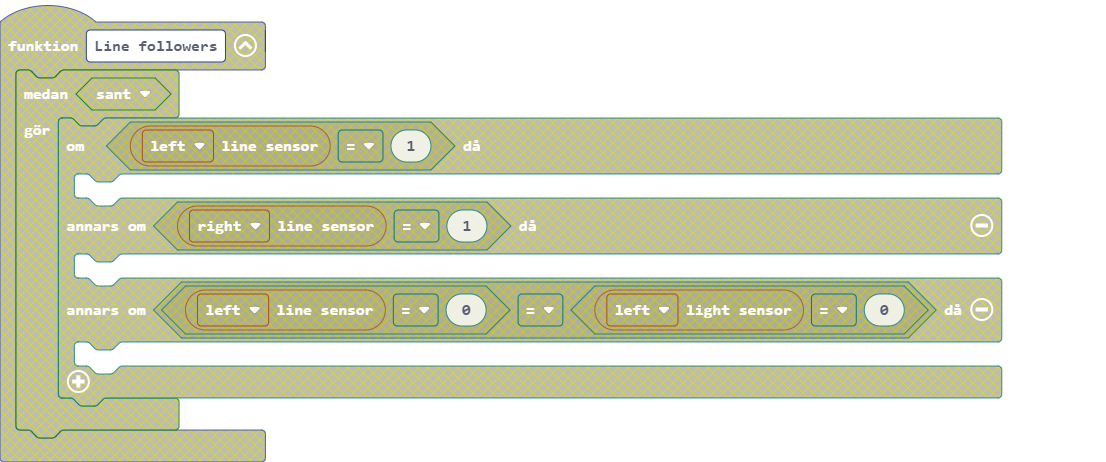 funktion Line followers
medan sant
gör
om left line sensor = 1 då
annars om right line sensor = 1 då
annars om left line sensor = 0 = left light sensor = 0 då